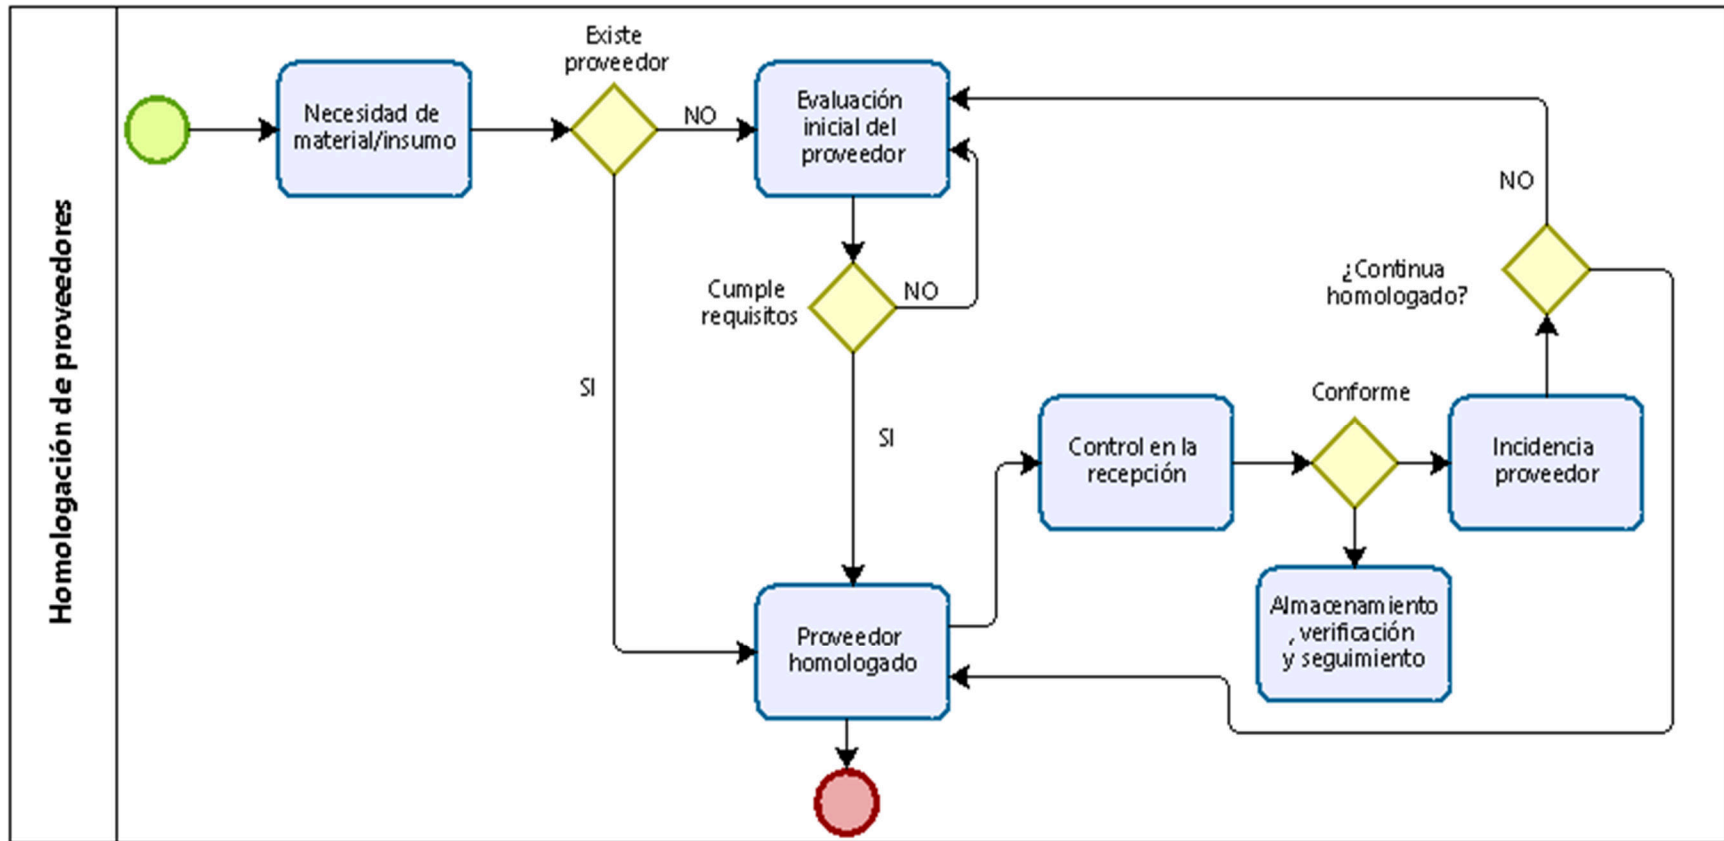 Homologación de proveedores
Necesidad de
material/insumo
Existe
proveedor
NO
SI
Evaluación
inicial del
proveedor
Cumple
requisitos
NO
SI
Proveedor
homologado
Control en la
recepción
Conforme
Almacenamiento
, verificación
y seguimiento
Incidencia
proveedor
¿Continua
homologado?
NO